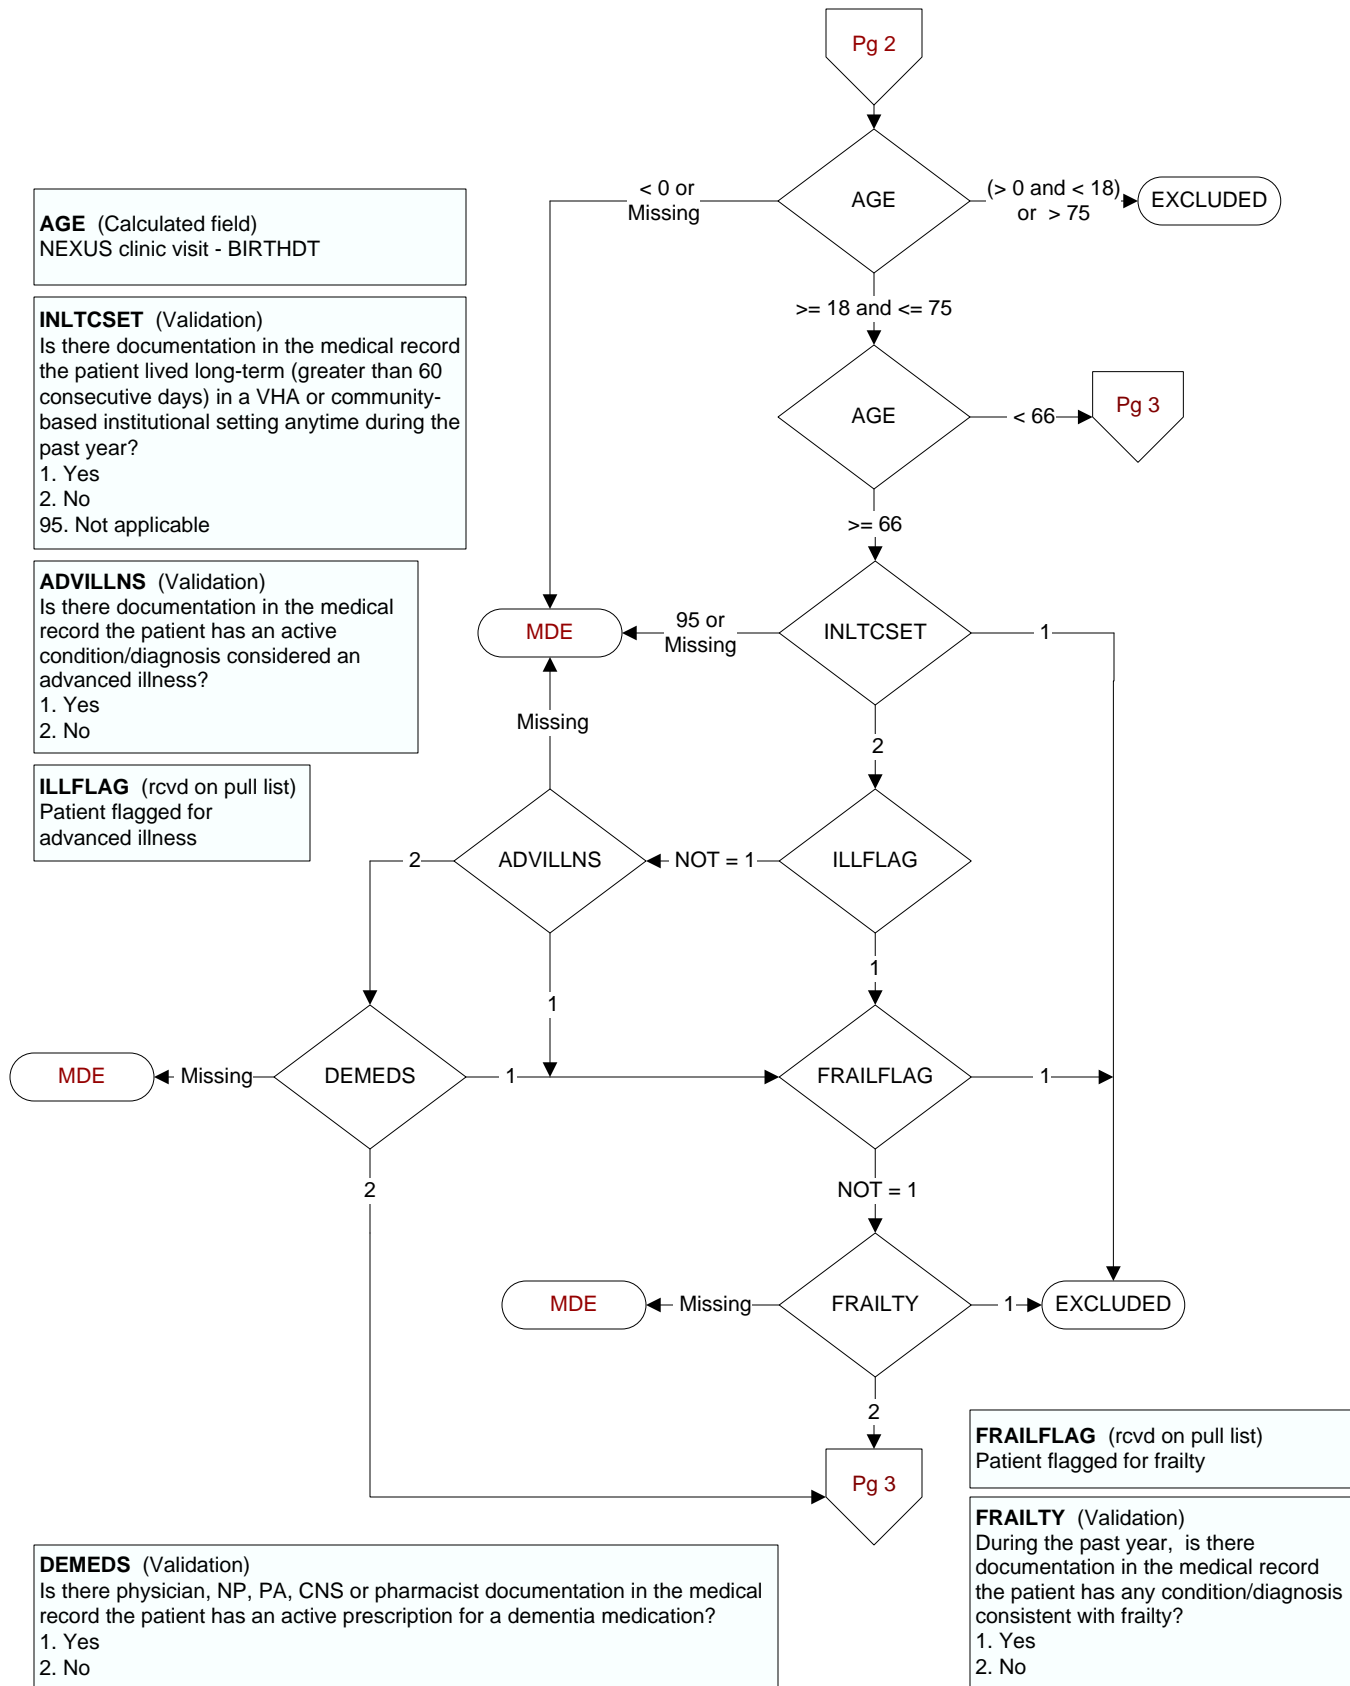 Pg 2
AGE
< 0 or
Missing
(> 0 and < 18)
or > 75
EXCLUDED
AGE (Calculated field)
NEXUS clinic visit - BIRTHDT
>= 18 and <= 75
INLTCSET (Validation)
Is there documentation in the medical record
the patient lived long-term (greater than 60
consecutive days) in a VHA or community-
based institutional setting anytime during the
past year?
1. Yes
2. No
95. Not applicable
AGE
< 66
Pg 3
>= 66
ADVILLNS (Validation)
Is there documentation in the medical
record the patient has an active
condition/diagnosis considered an
advanced illness?
1. Yes
2. No
MDE
95 or
Missing
INLTCSET
1
Missing
2
ILLFLAG (rcvd on pull list)
Patient flagged for
advanced illness
2
ADVILLNS
NOT = 1
ILLFLAG
1
1
MDE
Missing
DEMEDS
1
FRAILFLAG
1
2
NOT = 1
MDE
Missing
FRAILTY
1
EXCLUDED
2
Pg 3
FRAILFLAG (rcvd on pull list)
Patient flagged for frailty
FRAILTY (Validation)
During the past year, is there
documentation in the medical record
the patient has any condition/diagnosis
consistent with frailty?
1. Yes
2. No
DEMEDS (Validation)
Is there physician, NP, PA, CNS or pharmacist documentation in the medical
record the patient has an active prescription for a dementia medication?
1. Yes
2. No